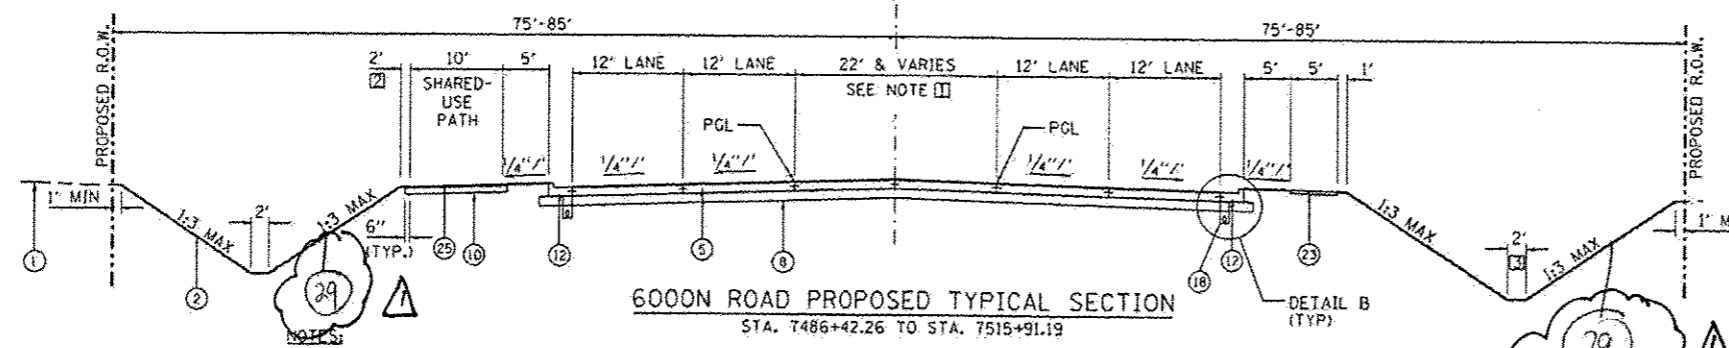 75'-85' 75'-85'
PROPOSED R.O.W. 2' 10' 5' 12' LANE 12' LANE 22' & VARIES 12' LANE 12' LANE 5' 5' 1' PROPOSED R.O.W.
2 SHARED-USE PATH SEE NOTE 1
PGL PGL
1/4"/' 1/4"/' 1/4"/' 1/4"/' 1/4"/' 1/4"/'
1' MIN 1:3 MAX 2' 1:3 MAX 6" (TYP.) 1:3 MAX 2' 3 1:3 MAX 1' M
1 2 25 10 12 5 8 18 17 23
29 1 29
NOTES:
6000N ROAD PROPOSED TYPICAL SECTION
STA. 7486+42.26 TO STA. 7515+91.19
DETAIL B
(TYP)